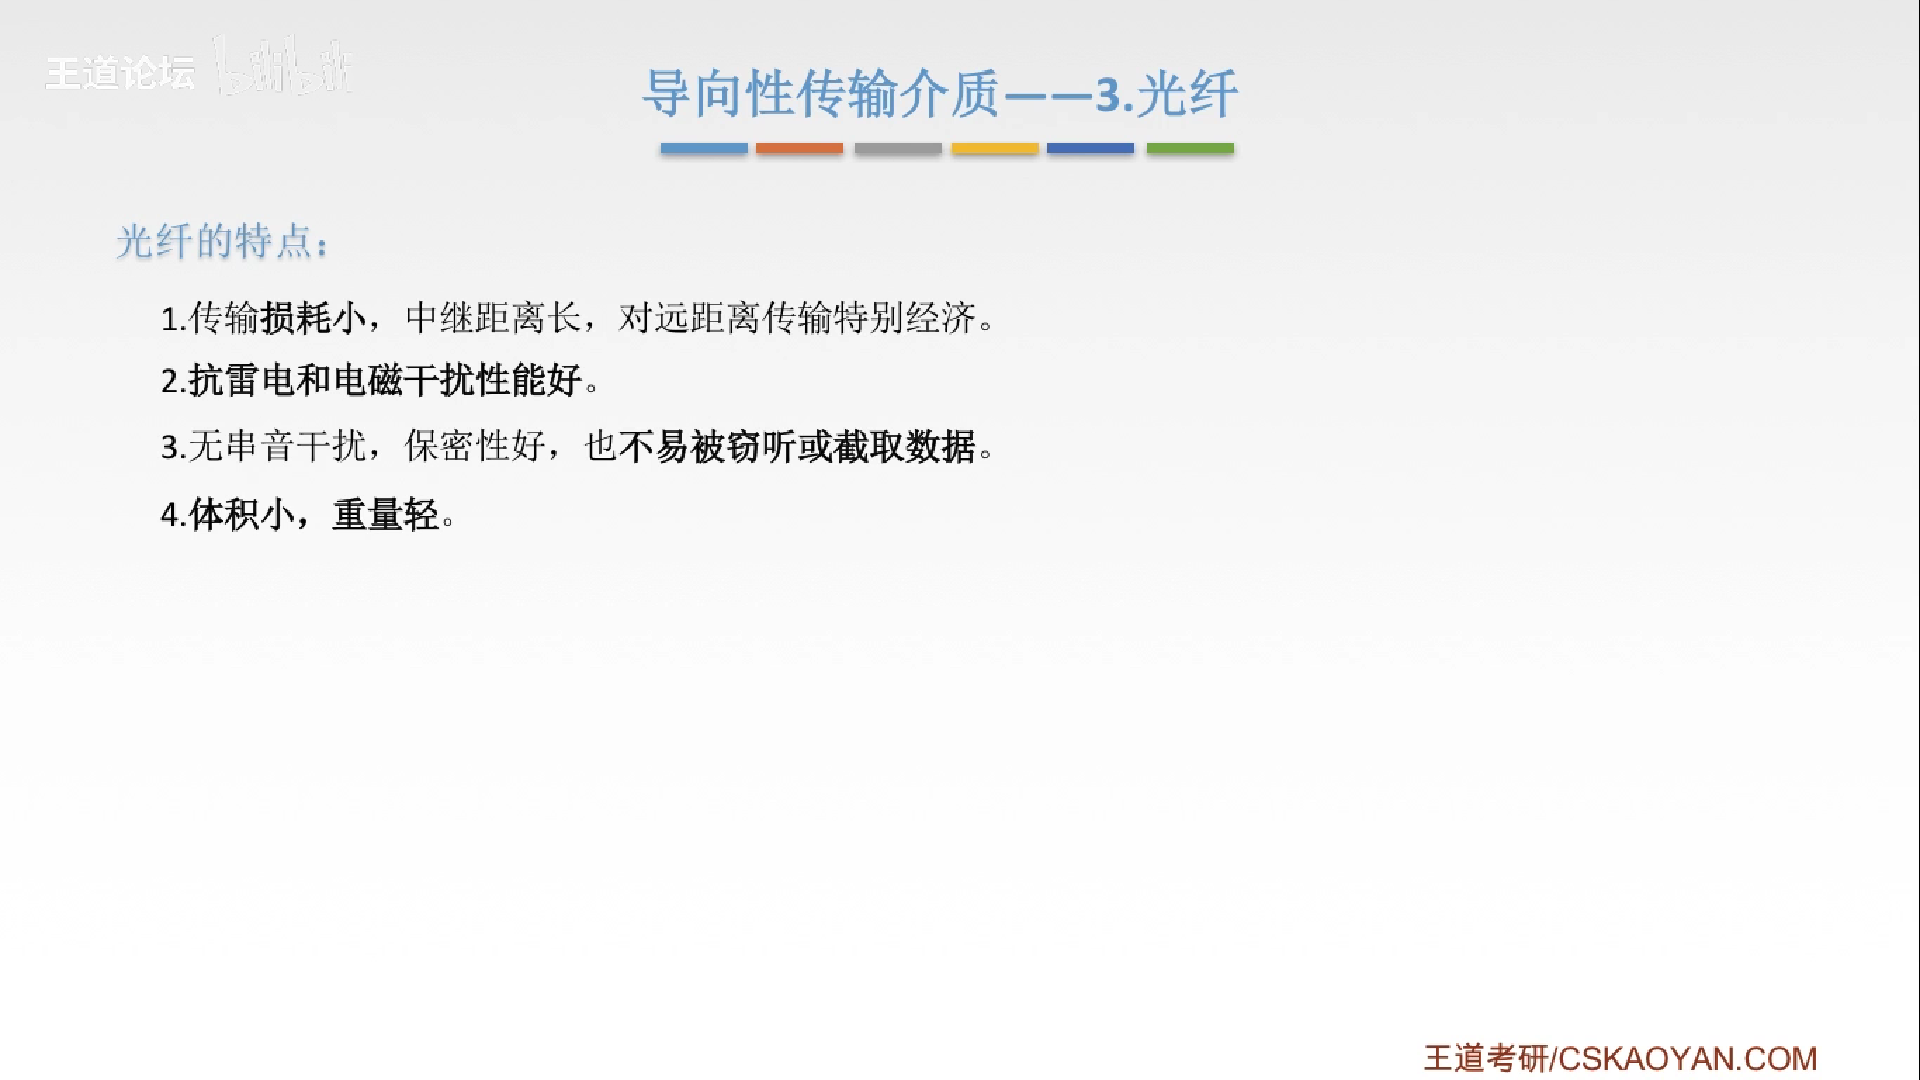 王道论坛 bilibili
导向性传输介质——3.光纤
光纤的特点：
1.传输损耗小，中继距离长，对远距离传输特别经济。
2.抗雷电和电磁干扰性能好。
3.无串音干扰，保密性好，也不易被窃听或截取数据。
4.体积小，重量轻。
王道考研/CSKAOYAN.COM